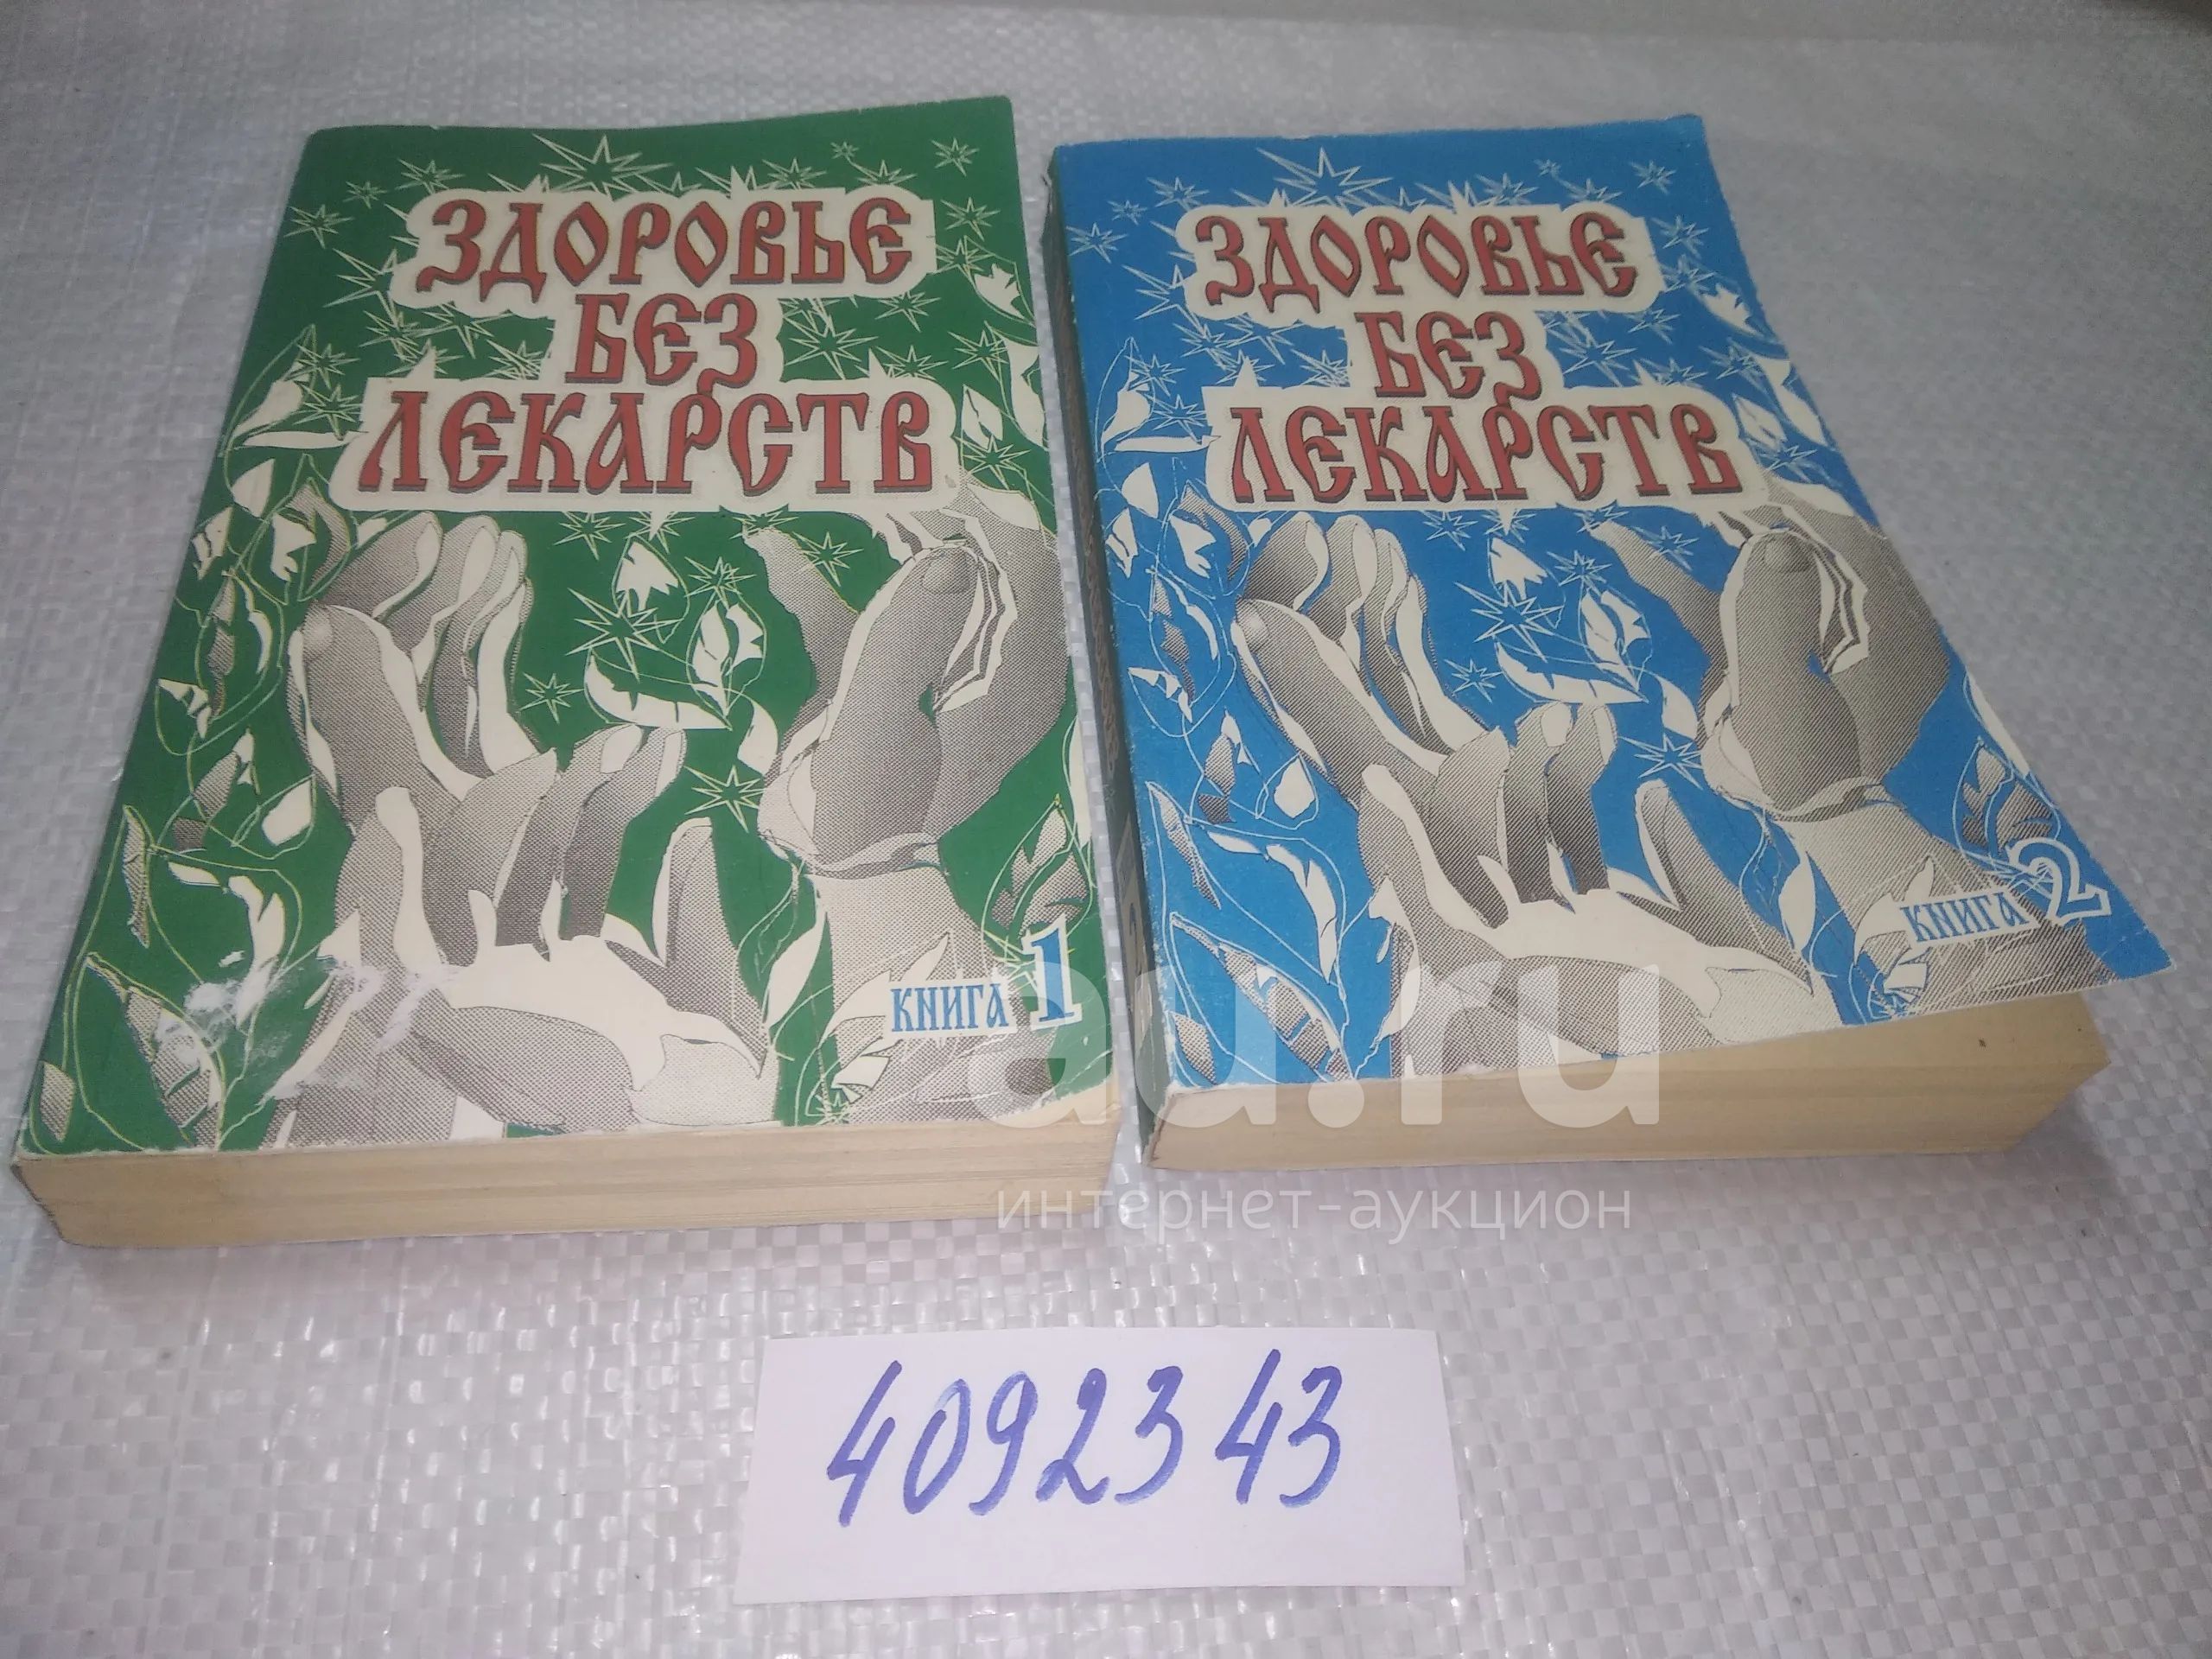 ЗДОРОВЬЕ
БЕЗ
ЛЕКАРСТВ
КНИГА 1
ЗДОРОВЬЕ
БЕЗ
ЛЕКАРСТВ
КНИГА 2
au.ru
интернет-аукцион
4092343